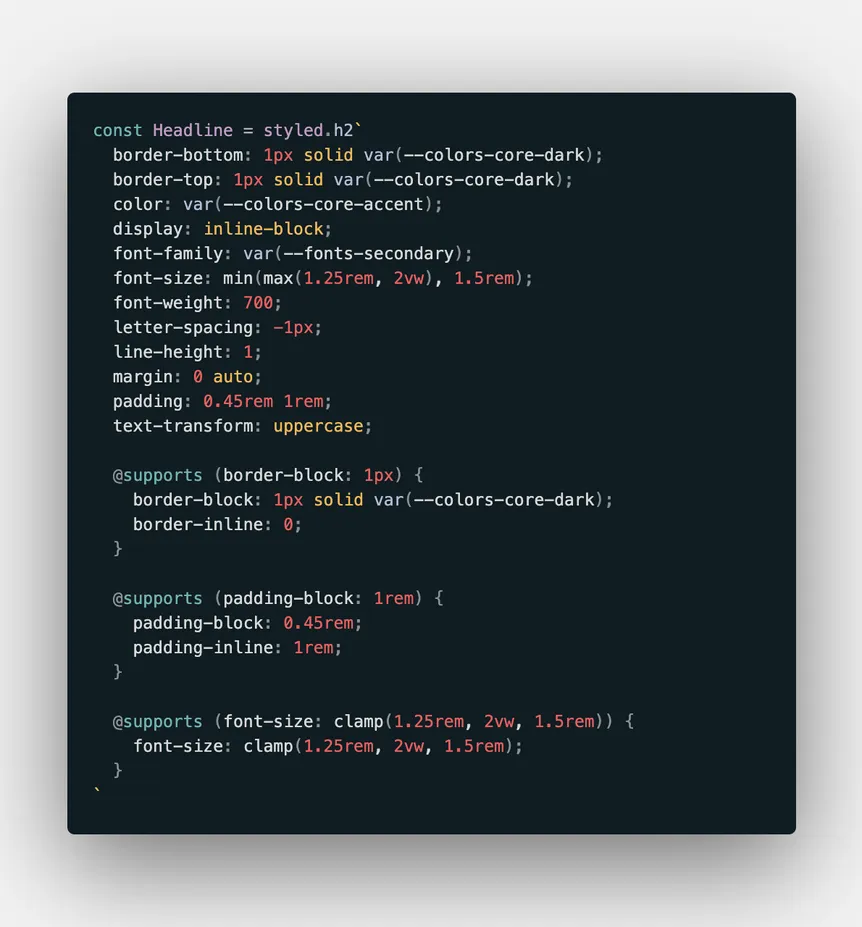 const Headline = styled.h2`
  border-bottom: 1px solid var(--colors-core-dark);
  border-top: 1px solid var(--colors-core-dark);
  color: var(--colors-core-accent);
  display: inline-block;
  font-family: var(--fonts-secondary);
  font-size: min(max(1.25rem, 2vw), 1.5rem);
  font-weight: 700;
  letter-spacing: -1px;
  line-height: 1;
  margin: 0 auto;
  padding: 0.45rem 1rem;
  text-transform: uppercase;

  @supports (border-block: 1px) {
    border-block: 1px solid var(--colors-core-dark);
    border-inline: 0;
  }

  @supports (padding-block: 1rem) {
    padding-block: 0.45rem;
    padding-inline: 1rem;
  }

  @supports (font-size: clamp(1.25rem, 2vw, 1.5rem)) {
    font-size: clamp(1.25rem, 2vw, 1.5rem);
  }
`